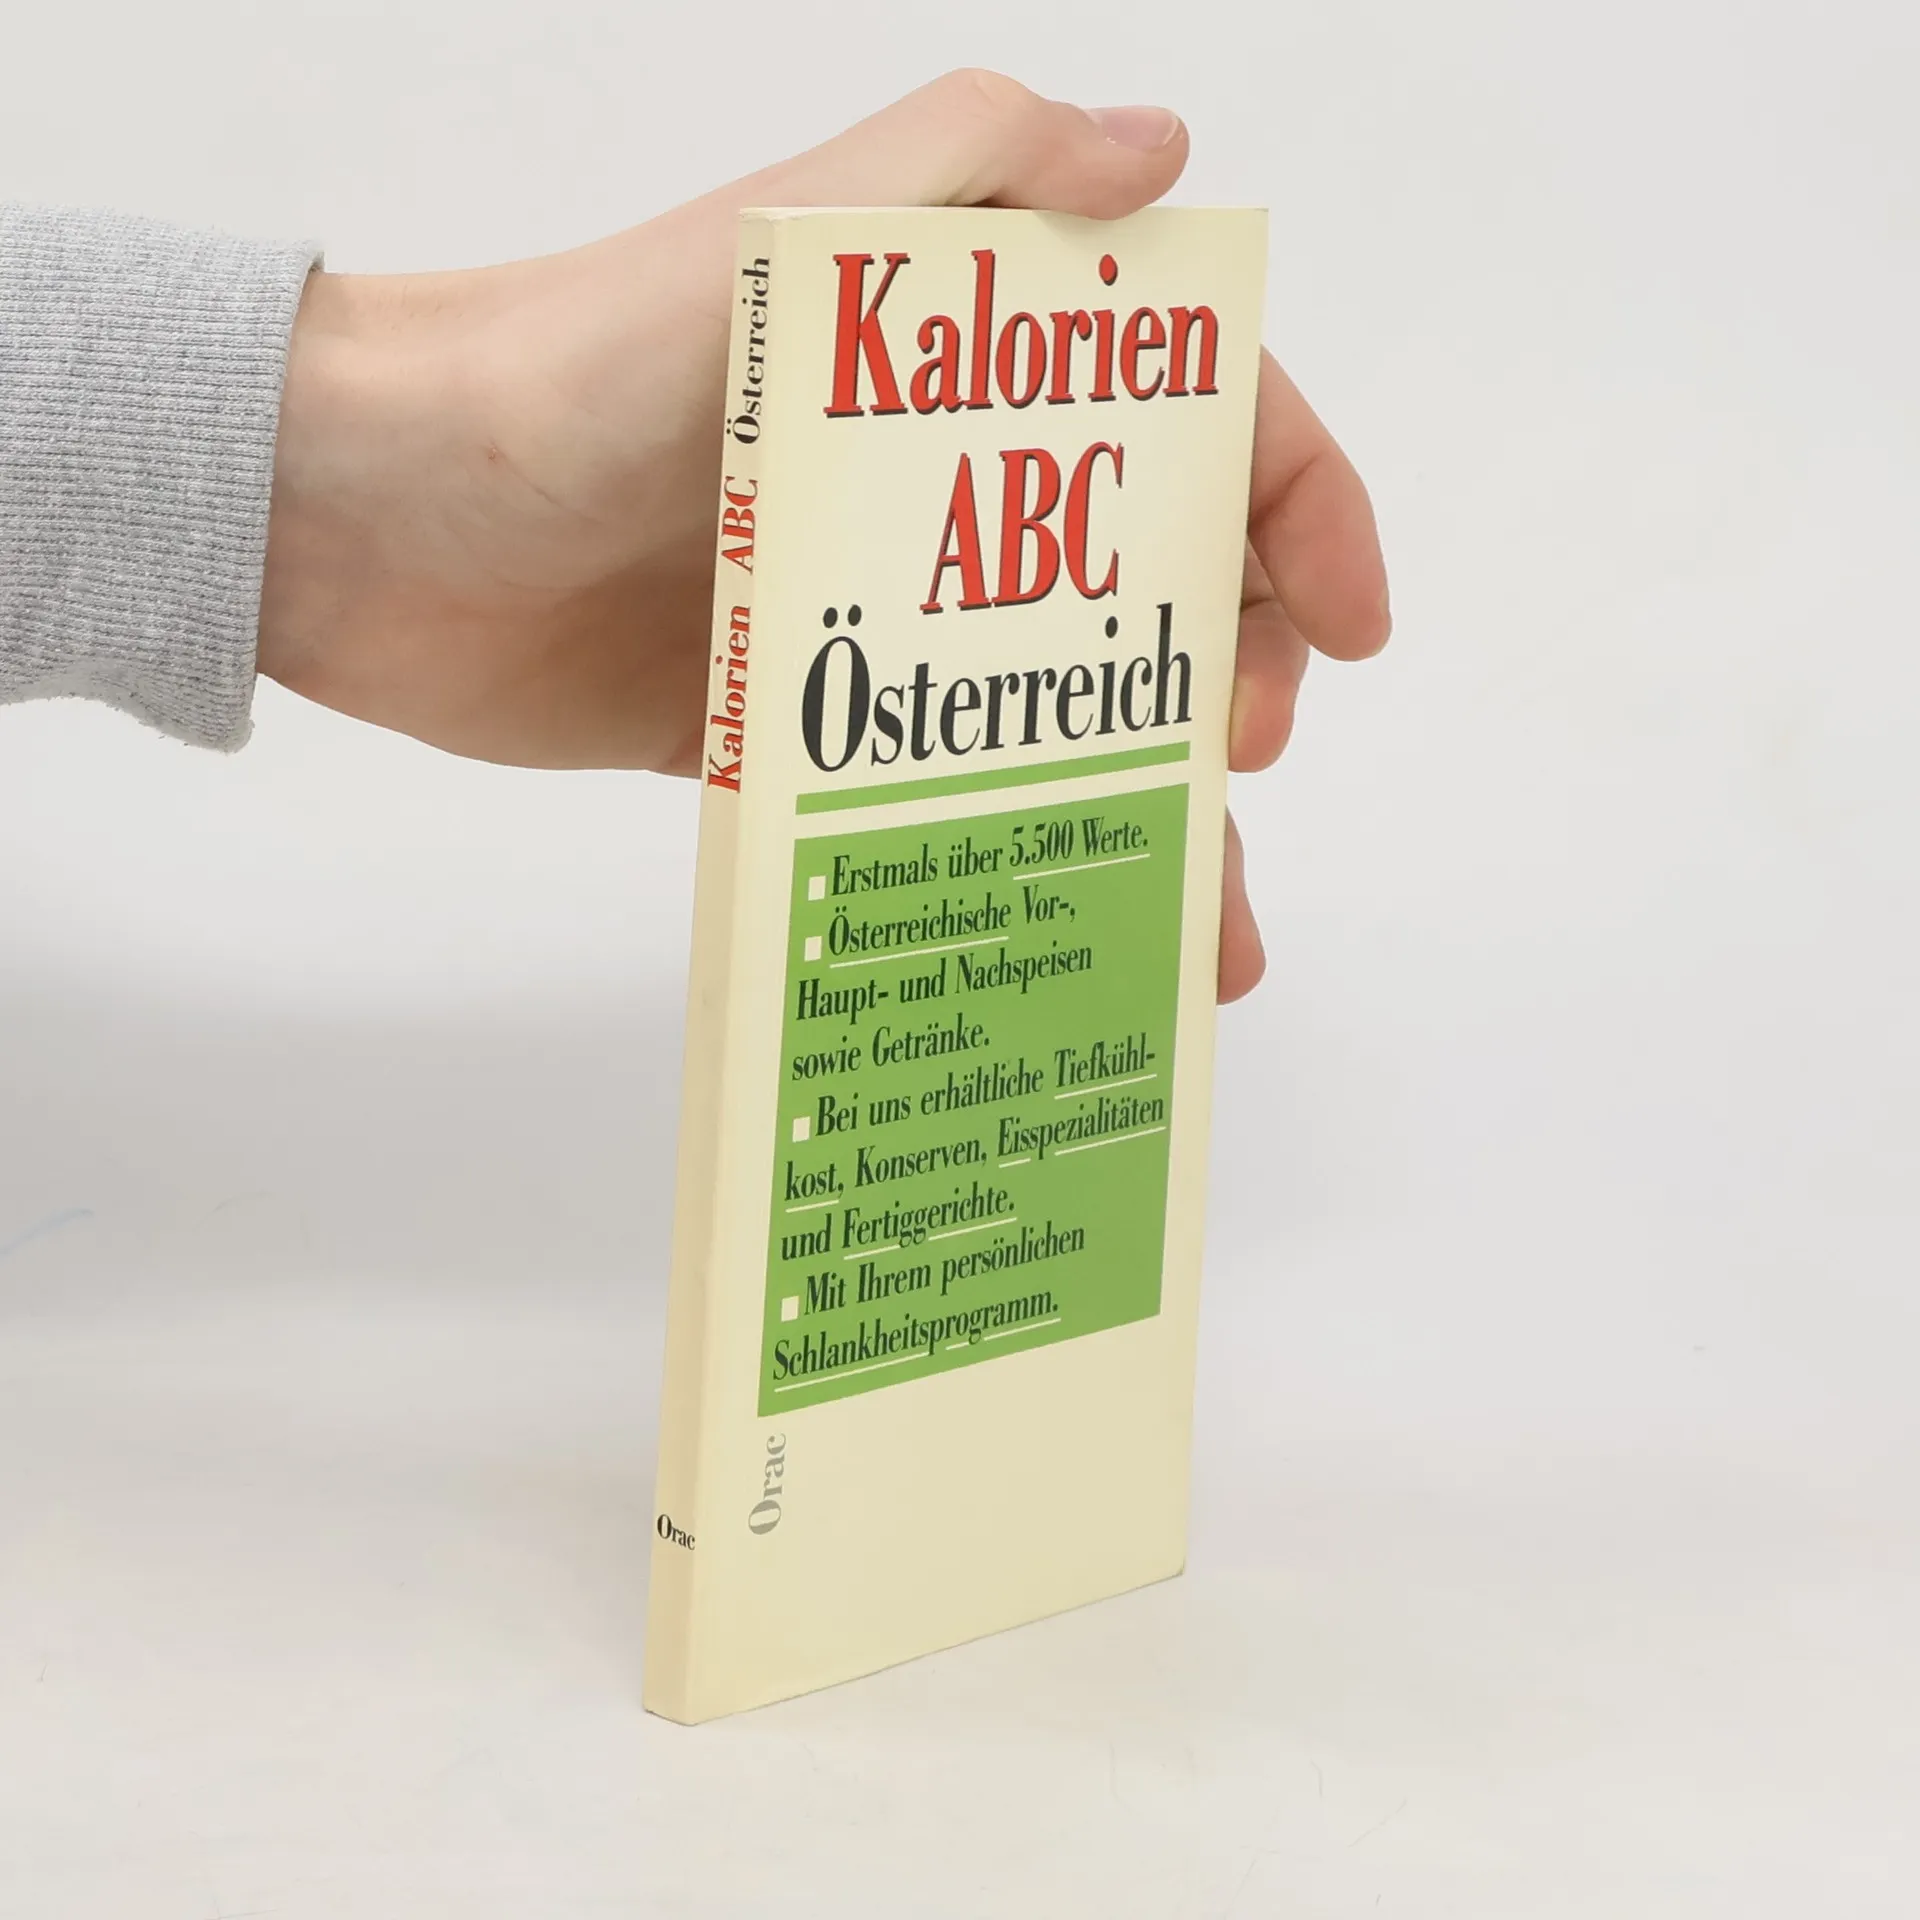 Kalorien
ABC
Österreich
Erstmals über 5.500 Werte.
Österreichische Vor-,
Haupt- und Nachspeisen
sowie Getränke.
Bei uns erhältliche Tiefkühl-
kost, Konserven, Eisspezialitäten
und Fertiggerichte.
Mit Ihrem persönlichen
Schlankheitsprogramm.
Orac
Kalorien ABC Österreich
Orac